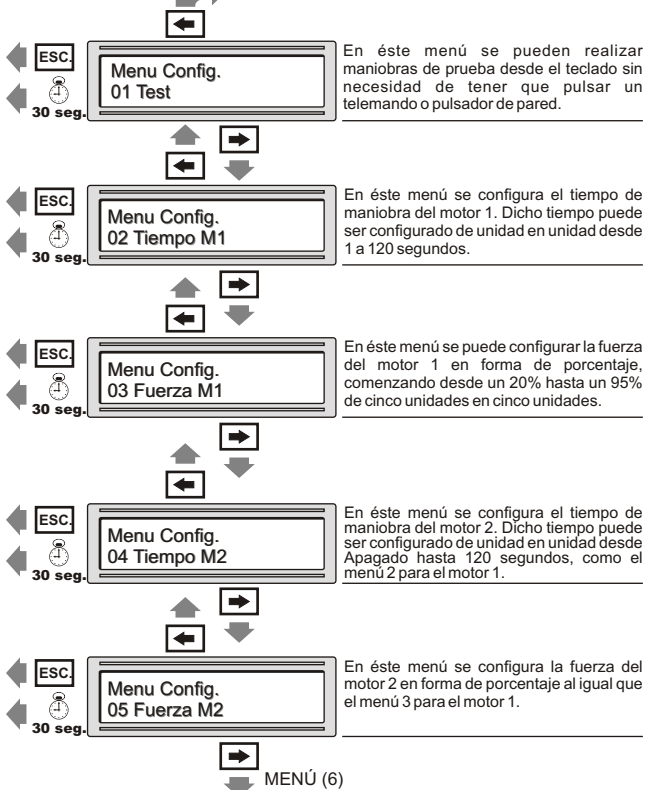 ESC.
30 seg.
Menu Config.
01 Test
En éste menú se pueden realizar
maniobras de prueba desde el teclado sin
necesidad de tener que pulsar un
telemando o pulsador de pared.
ESC.
30 seg.
Menu Config.
02 Tiempo M1
En éste menú se configura el tiempo de
maniobra del motor 1. Dicho tiempo puede
ser configurado de unidad en unidad desde
1 a 120 segundos.
ESC.
30 seg.
Menu Config.
03 Fuerza M1
En éste menú se puede configurar la fuerza
del motor 1 en forma de porcentaje,
comenzando desde un 20% hasta un 95%
de cinco unidades en cinco unidades.
ESC.
30 seg.
Menu Config.
04 Tiempo M2
En éste menú se configura el tiempo de
maniobra del motor 2. Dicho tiempo puede
ser configurado de unidad en unidad desde
Apagado hasta 120 segundos, como el
menú 2 para el motor 1.
ESC.
30 seg.
Menu Config.
05 Fuerza M2
En éste menú se configura la fuerza del
motor 2 en forma de porcentaje al igual que
el menú 3 para el motor 1.
MENÚ (6)